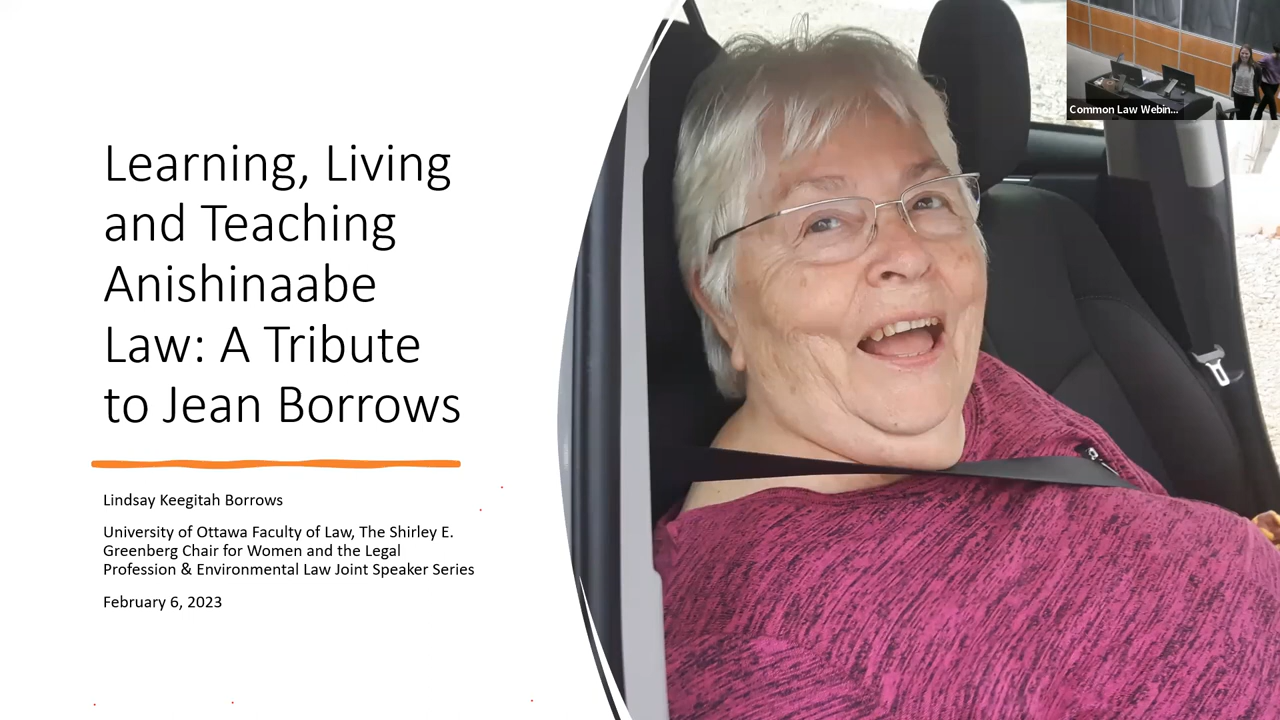 Learning, Living
and Teaching
Anishinaabe
Law: A Tribute
to Jean Borrows
Lindsay Keegitah Borrows
University of Ottawa Faculty of Law, The Shirley E.
Greenberg Chair for Women and the Legal
Profession & Environmental Law Joint Speaker Series
February 6, 2023
Common Law Webin...